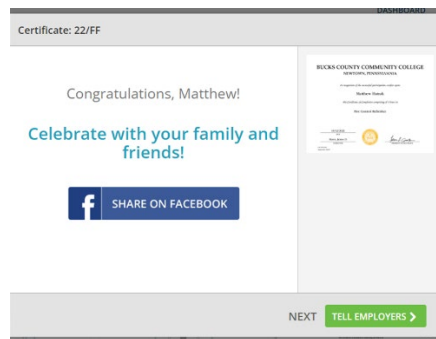 DASHBOARD
Certificate: 22/FF
Congratulations, Matthew!
Celebrate with your family and
friends!
f SHARE ON FACEBOOK
BUCKS COUNTY COMMUNITY COLLEGE
NEWTOWN, PENNSYLVANIA
NEXT TELL EMPLOYERS